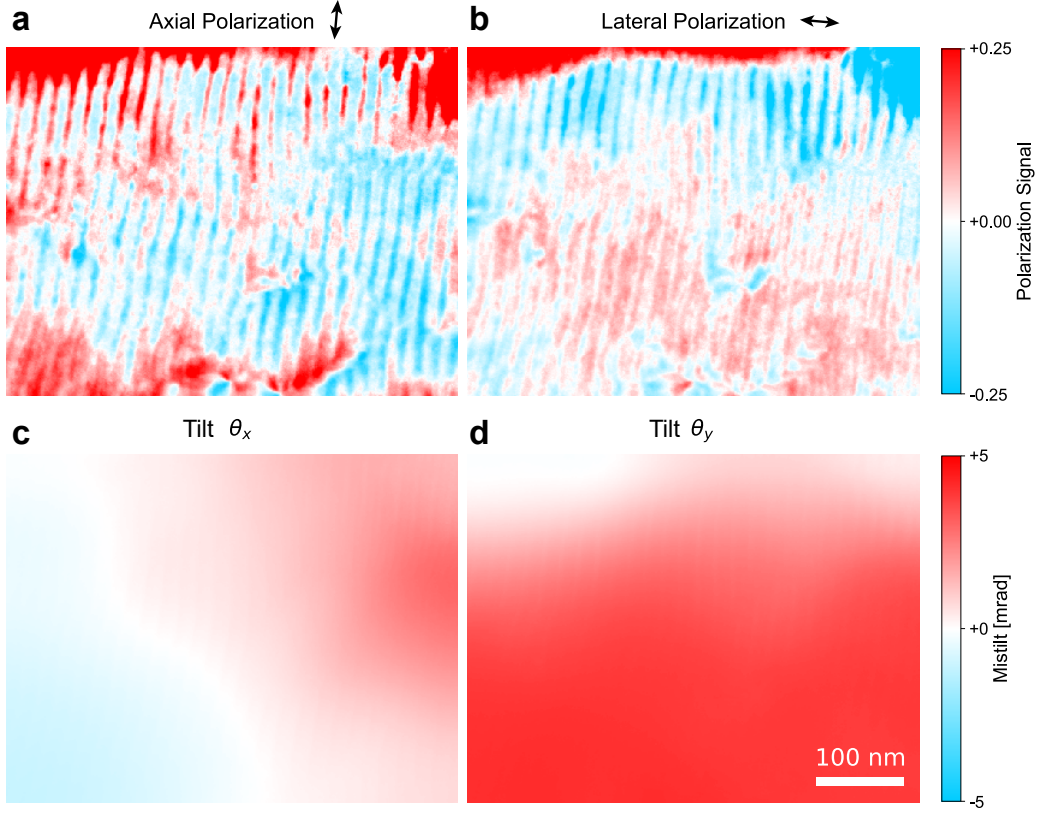 a Axial Polarization
b Lateral Polarization
+0.25
+0.00
-0.25
Polarization Signal
c Tilt θx
d Tilt θy
+5
+0
-5
Mistilt [mrad]
100 nm